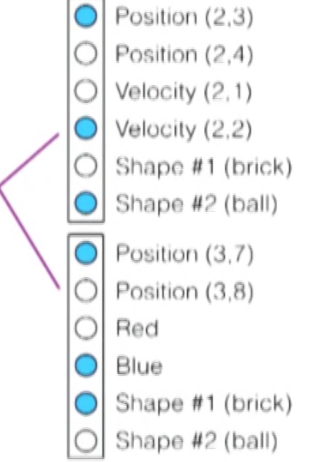 Position (2,3)
Position (2,4)
Velocity (2,1)
Velocity (2,2)
Shape #1 (brick)
Shape #2 (ball)
Position (3,7)
Position (3,8)
Red
Blue
Shape #1 (brick)
Shape #2 (ball)